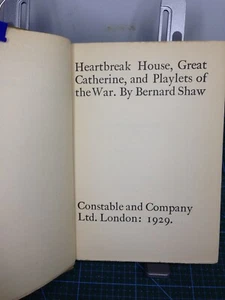 Heartbreak House, Great
Catherine, and Playlets of
the War. By Bernard Shaw
Constable and Company
Ltd. London: 1929.